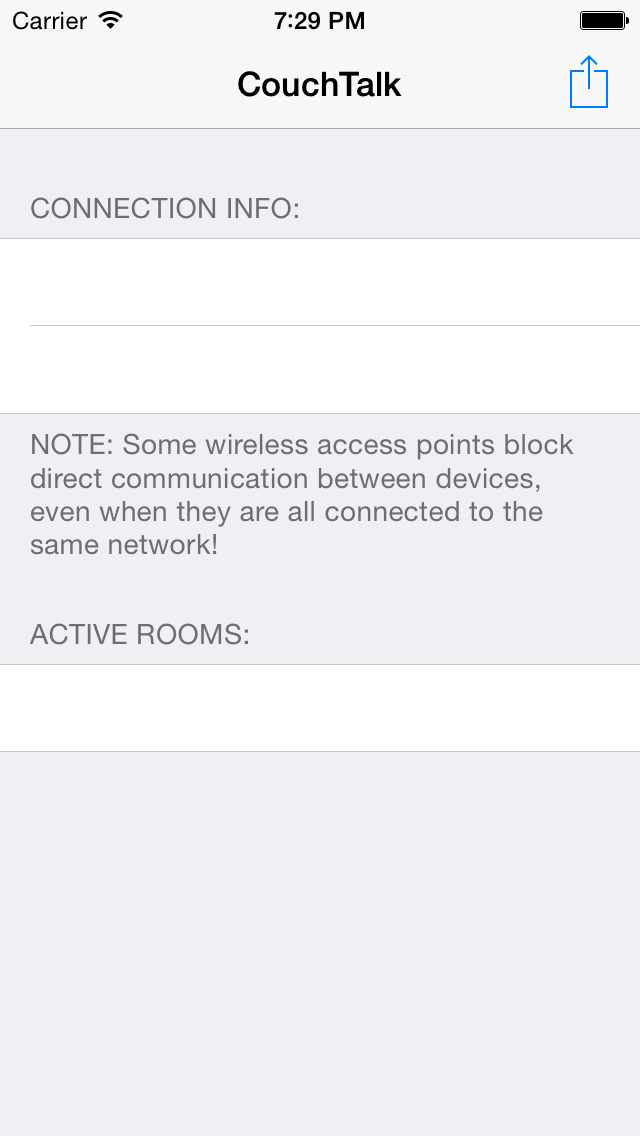 Carrier 7:29 PM
CouchTalk
CONNECTION INFO:
NOTE: Some wireless access points block
direct communication between devices,
even when they are all connected to the
same network!
ACTIVE ROOMS: